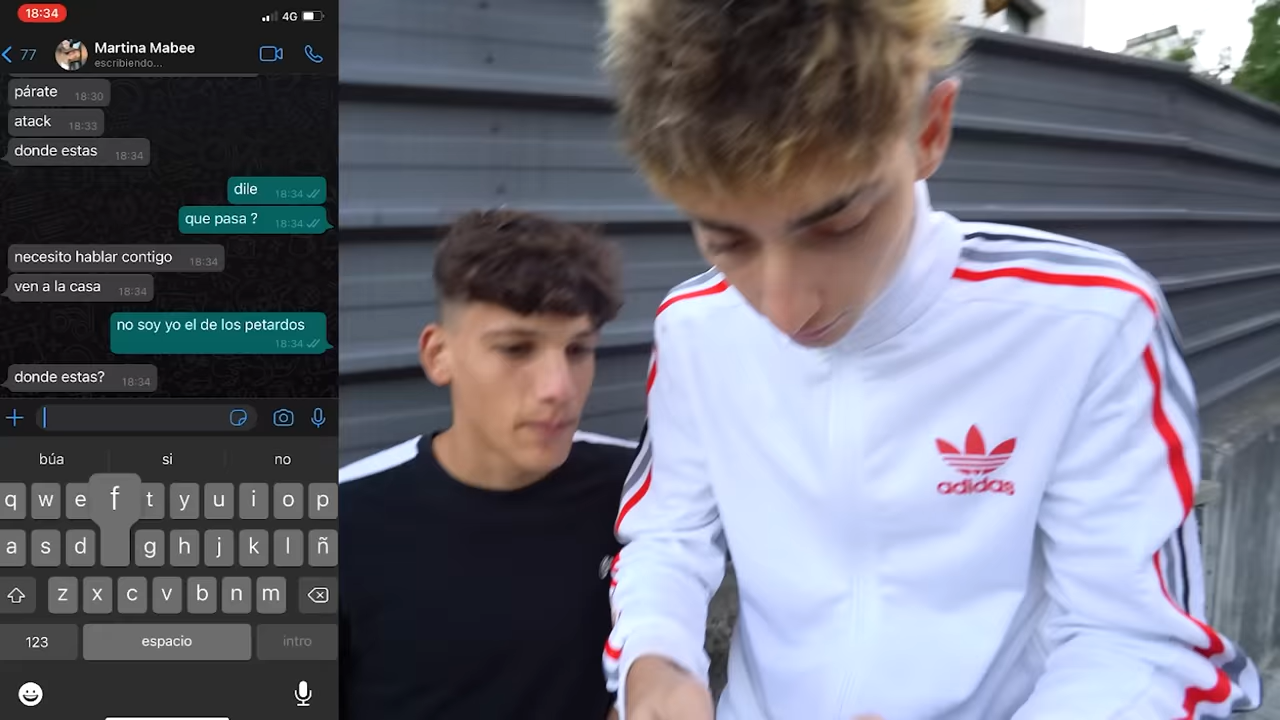 18:34
4G
77
Martina Mabee
escribiendo...
párate 18:30
atack 18:33
donde estas 18:34
dile 18:34
que pasa ? 18:34
necesito hablar contigo 18:34
ven a la casa 18:34
no soy yo el de los petardos
18:34
donde estas? 18:34
búa si no
q w e f t y u i o p
a s d g h j k l ñ
z x c v b n m
123 espacio intro
adidas